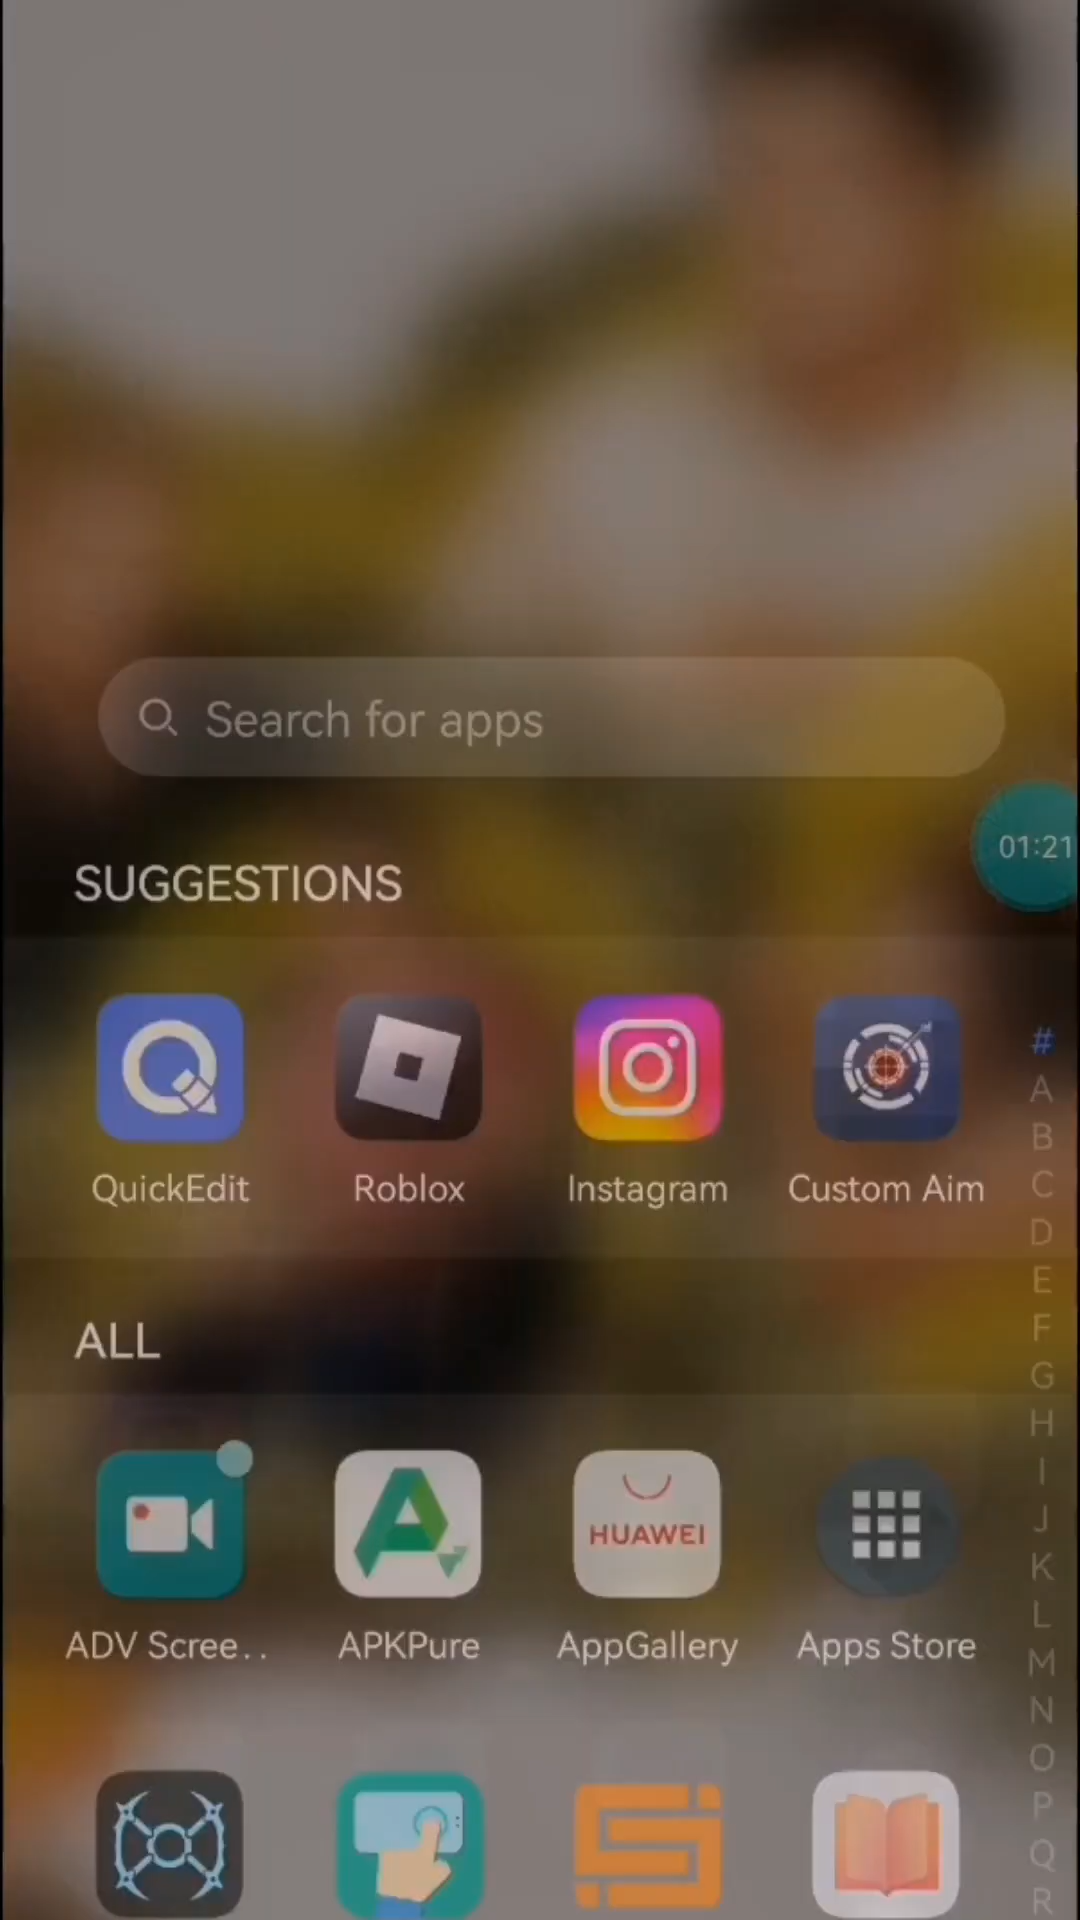 Search for apps
01:21
SUGGESTIONS
QuickEdit
Roblox
Instagram
Custom Aim
ALL
HUAWEI
ADV Scree..
APKPure
AppGallery
Apps Store
#
A
B
C
D
E
F
G
H
I
J
K
L
M
N
O
P
Q
R